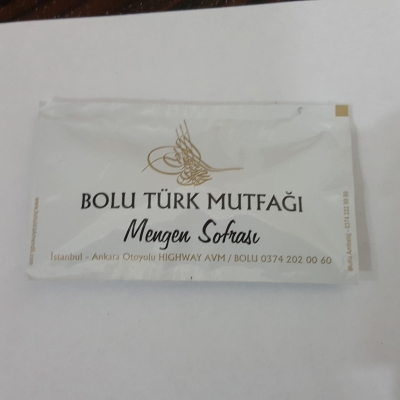 BOLU TÜRK MUTFAĞI
Mengen Sofrası
İstanbul - Ankara Otoyolu HIGHWAY AVM / BOLU 0374 202 00 60